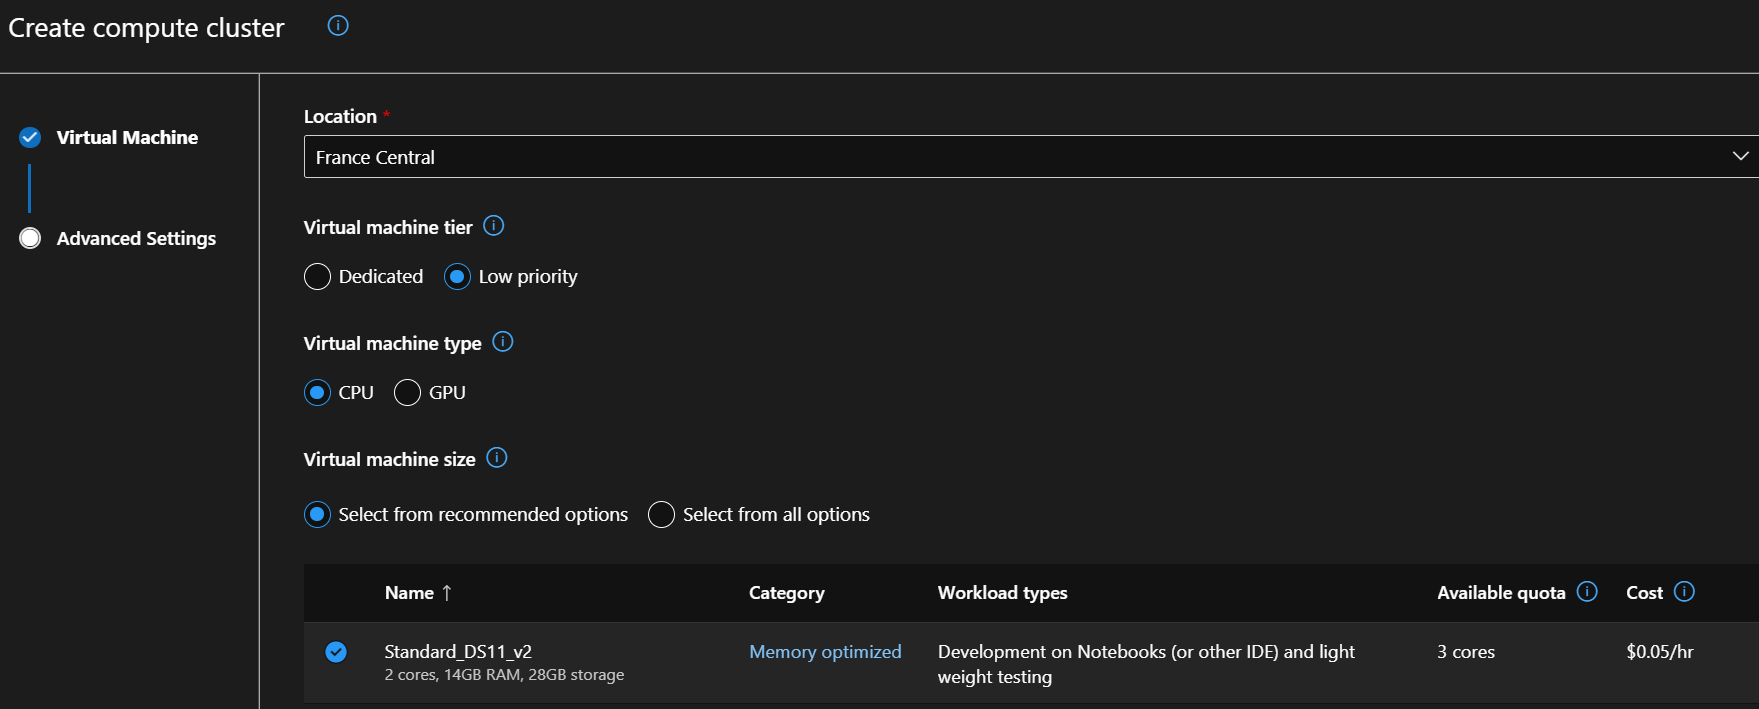 Create compute cluster
Virtual Machine
Advanced Settings
Location *
France Central
Virtual machine tier
Dedicated Low priority
Virtual machine type
CPU GPU
Virtual machine size
Select from recommended options Select from all options
Name ↑ Category Workload types Available quota Cost
Standard_DS11_v2 Memory optimized Development on Notebooks (or other IDE) and light 3 cores $0.05/hr
2 cores, 14GB RAM, 28GB storage weight testing